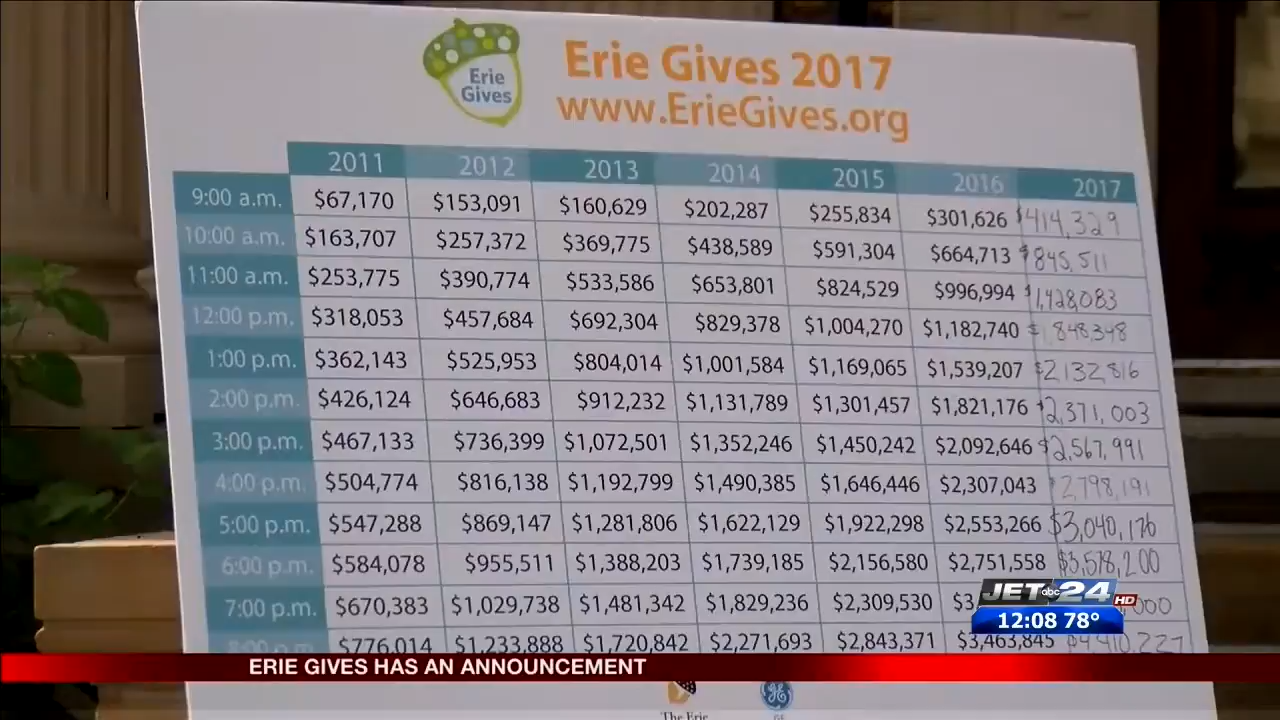 Erie
Gives
Erie Gives 2017
www.ErieGives.org
2011 2012 2013 2014 2015 2016 2017
9:00 a.m. $67,170 $153,091 $160,629 $202,287 $255,834 $301,626 $414,329
10:00 a.m. $163,707 $257,372 $369,775 $438,589 $591,304 $664,713 $845,511
11:00 a.m. $253,775 $390,774 $533,586 $653,801 $824,529 $996,994 $1,428,083
12:00 p.m. $318,053 $457,684 $692,304 $829,378 $1,004,270 $1,182,740 $1,848,348
1:00 p.m. $362,143 $525,953 $804,014 $1,001,584 $1,169,065 $1,539,207 $2132,816
2:00 p.m. $426,124 $646,683 $912,232 $1,131,789 $1,301,457 $1,821,176 $2,371,003
3:00 p.m. $467,133 $736,399 $1,072,501 $1,352,246 $1,450,242 $2,092,646 $2,567,991
4:00 p.m. $504,774 $816,138 $1,192,799 $1,490,385 $1,646,446 $2,307,043 $2,798,191
5:00 p.m. $547,288 $869,147 $1,281,806 $1,622,129 $1,922,298 $2,553,266
6:00 p.m. $584,078 $955,511 $1,388,203 $1,739,185 $2,156,580 $2,751,558
7:00 p.m. $670,383 $1,029,738 $1,481,342 $1,829,236 $2,309,530
8:00 p.m. $776,014 $1,233,888 $1,720,842 $2,271,693 $2,843,371 $3,463,845 $4,410,227
JET abc 24 HD
12:08 78°
ERIE GIVES HAS AN ANNOUNCEMENT
The Erie